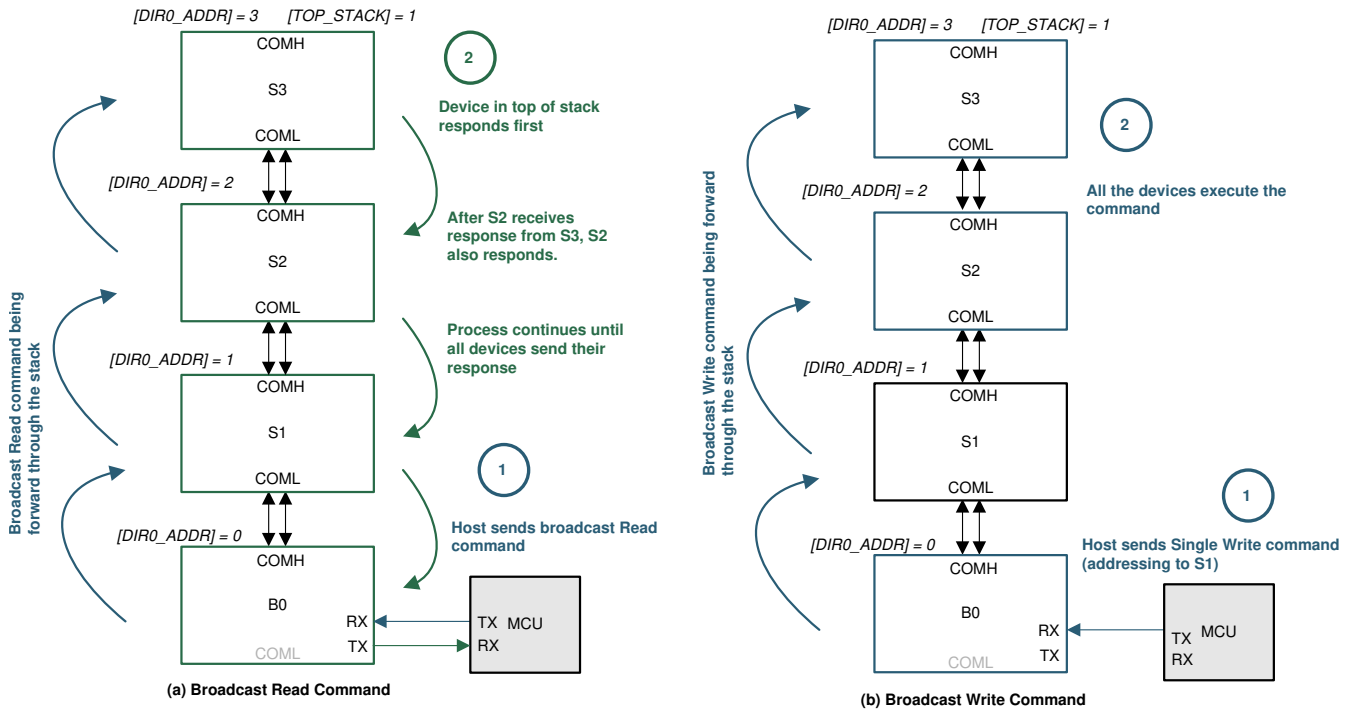 [DIR0_ADDR] = 3 [TOP_STACK] = 1
COMH
S3
COML
2
Device in top of stack
responds first
[DIR0_ADDR] = 2
COMH
S2
COML
After S2 receives
response from S3, S2
also responds.
[DIR0_ADDR] = 1
COMH
S1
COML
Process continues until
all devices send their
response
Broadcast Read command being
forward through the stack
1
Host sends broadcast Read
command
[DIR0_ADDR] = 0
COMH
B0
RX
TX
COML
TX MCU
RX
(a) Broadcast Read Command
[DIR0_ADDR] = 3 [TOP_STACK] = 1
COMH
S3
COML
2
All the devices execute the
command
[DIR0_ADDR] = 2
COMH
S2
COML
Broadcast Write command being forward
through the stack
[DIR0_ADDR] = 1
COMH
S1
COML
1
Host sends Single Write command
(addressing to S1)
[DIR0_ADDR] = 0
COMH
B0
RX
TX
COML
TX MCU
RX
(b) Broadcast Write Command